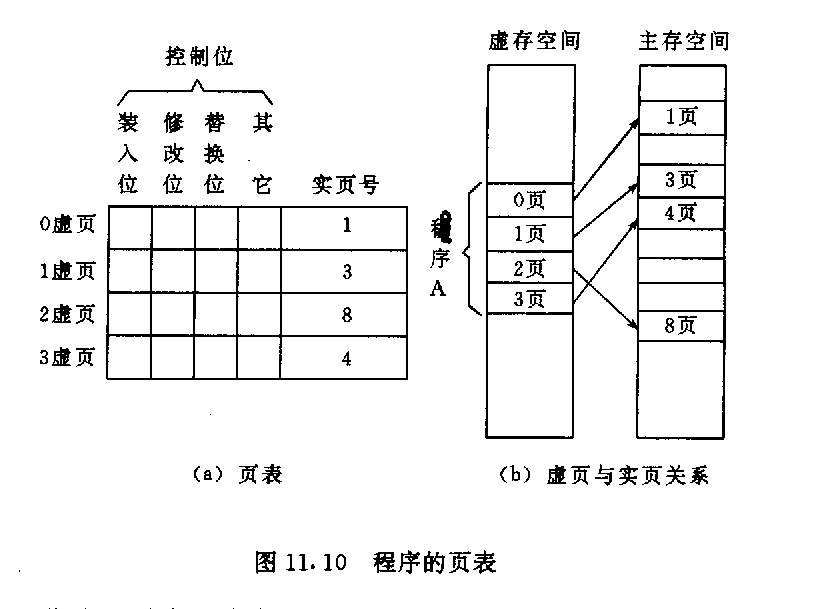 控制位
装入位 修改位 替换位 其它 实页号
0虚页 1
1虚页 3
2虚页 8
3虚页 4
(a) 页表
虚存空间 主存空间
程序A
0页
1页
2页
3页
1页
3页
4页
8页
(b) 虚页与实页关系
图 11.10 程序的页表